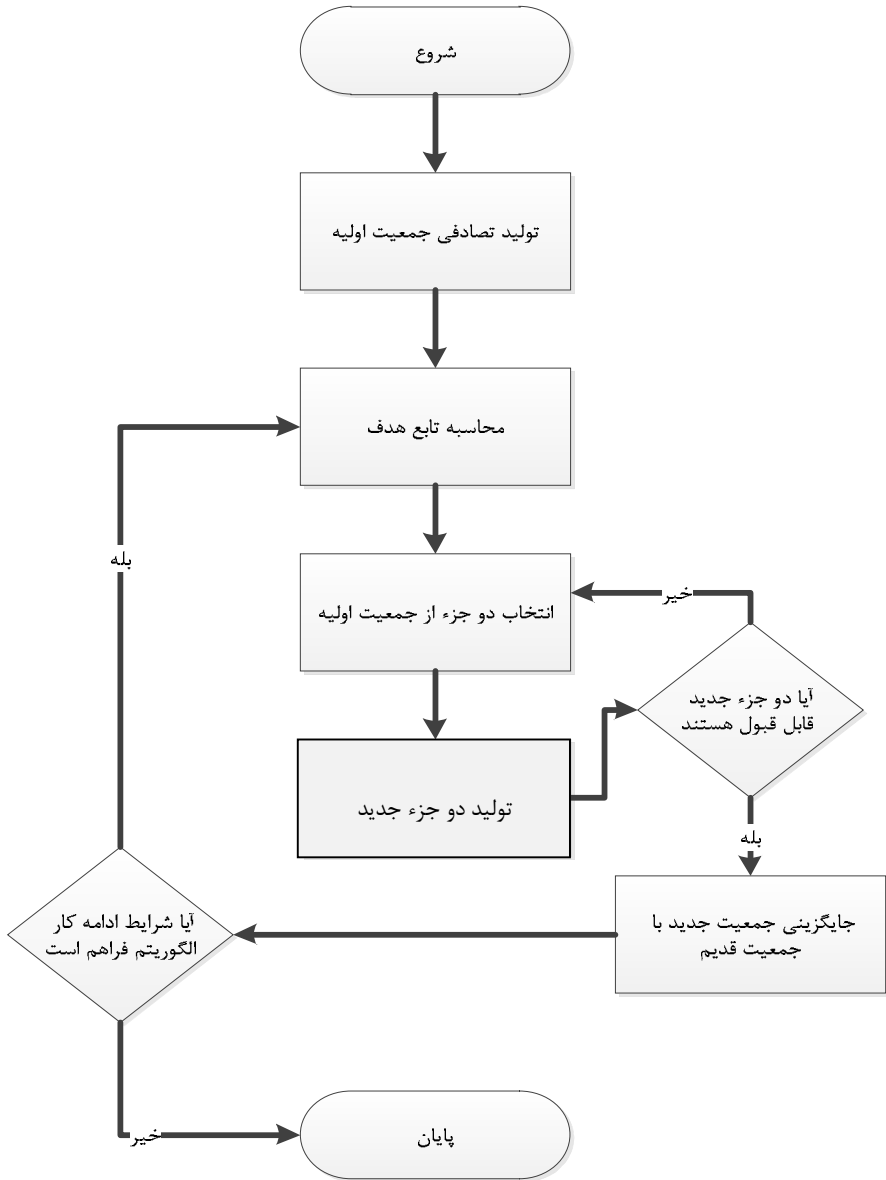 شروع
تولید تصادفی جمعیت اولیه
محاسبه تابع هدف
بله
انتخاب دو جزء از جمعیت اولیه
خیر
آیا دو جزء جدید
قابل قبول هستند
تولید دو جزء جدید
بله
جایگزینی جمعیت جدید با
جمعیت قدیم
آیا شرایط ادامه کار
الگوریتم فراهم است
خیر
پایان